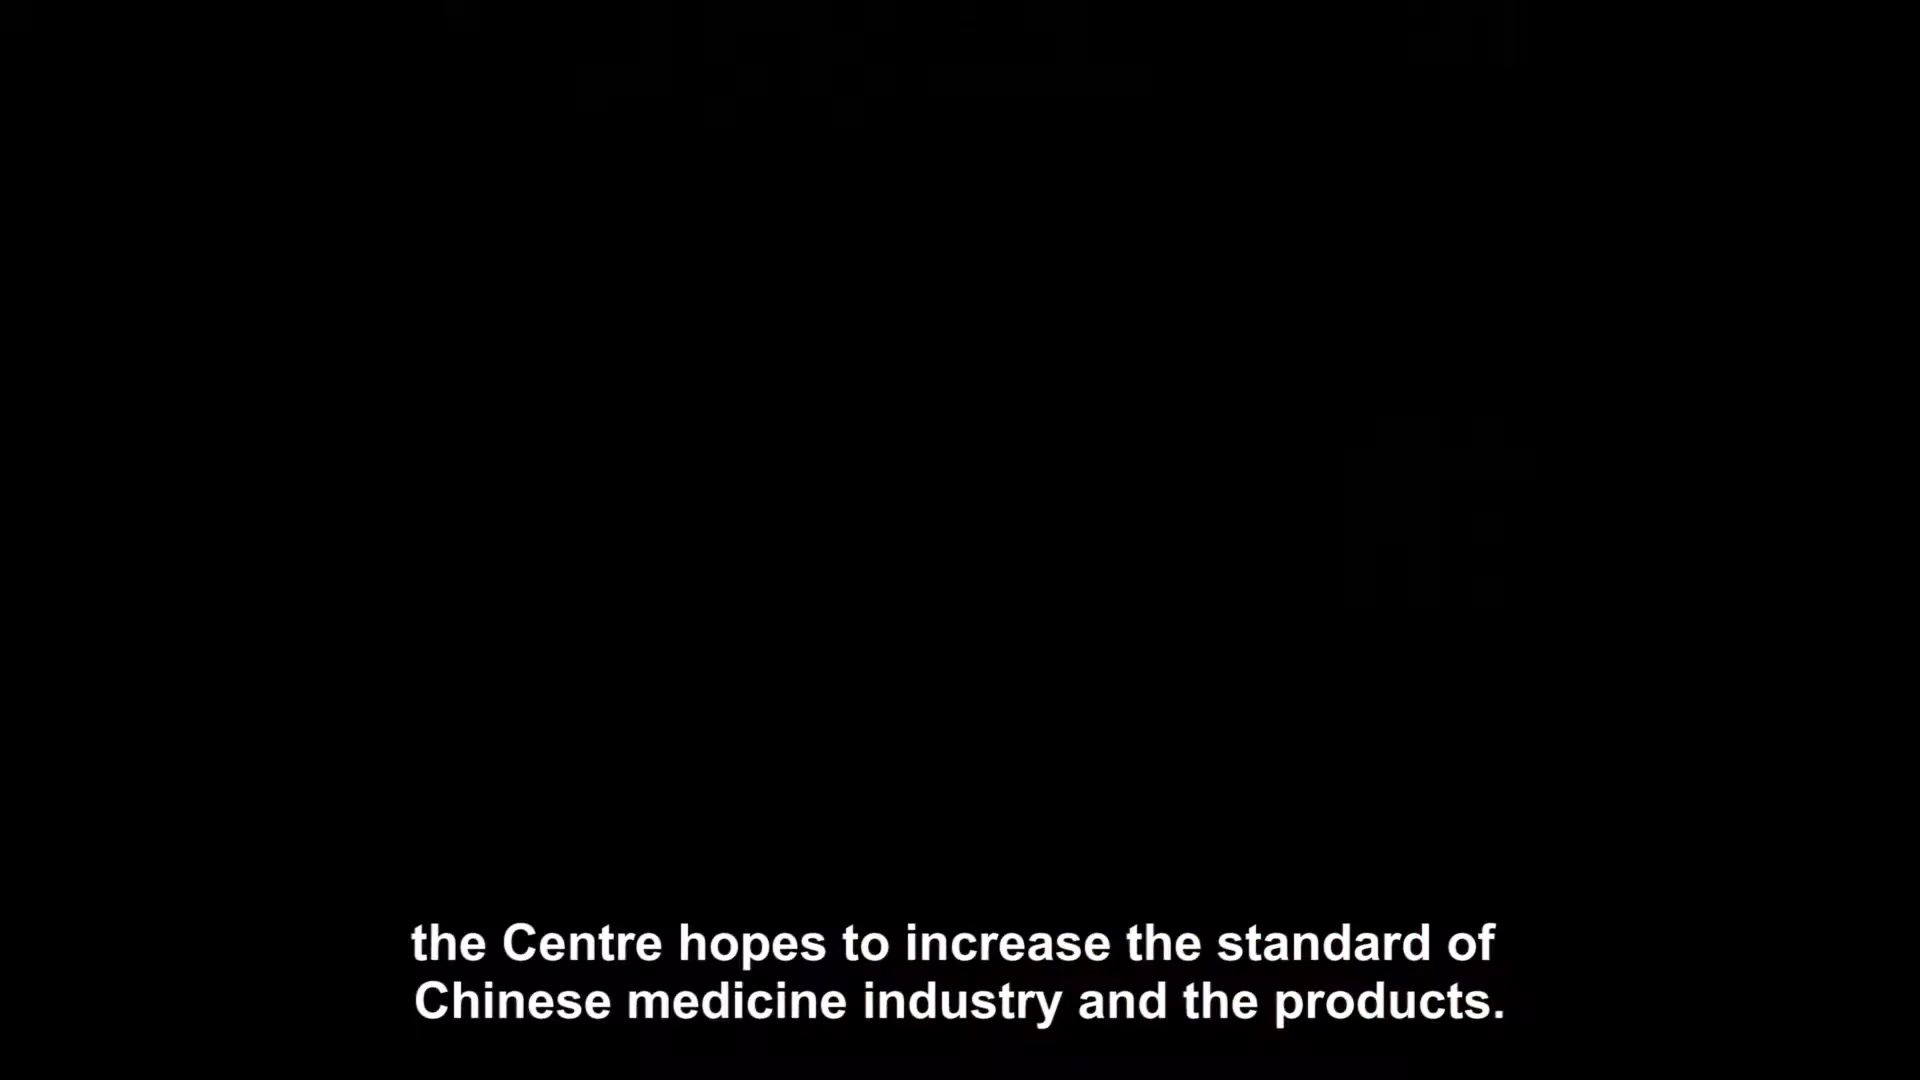 the Centre hopes to increase the standard of
Chinese medicine industry and the products.